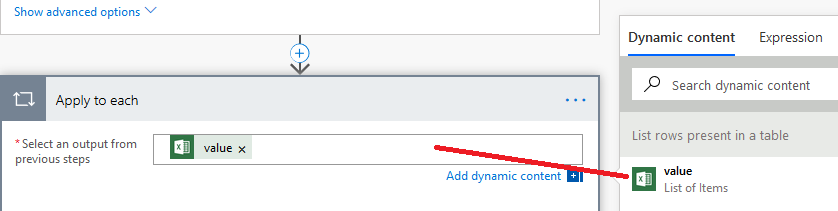 Show advanced options
Apply to each
* Select an output from
previous steps
value ×
Add dynamic content
Dynamic content Expression
Search dynamic content
List rows present in a table
value
List of Items